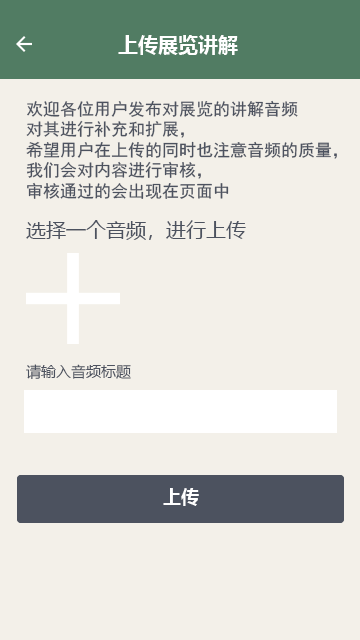 上传展览讲解
欢迎各位用户发布对展览的讲解音频
对其进行补充和扩展，
希望用户在上传的同时也注意音频的质量，
我们会对内容进行审核，
审核通过的会出现在页面中
选择一个音频，进行上传
请输入音频标题
上传